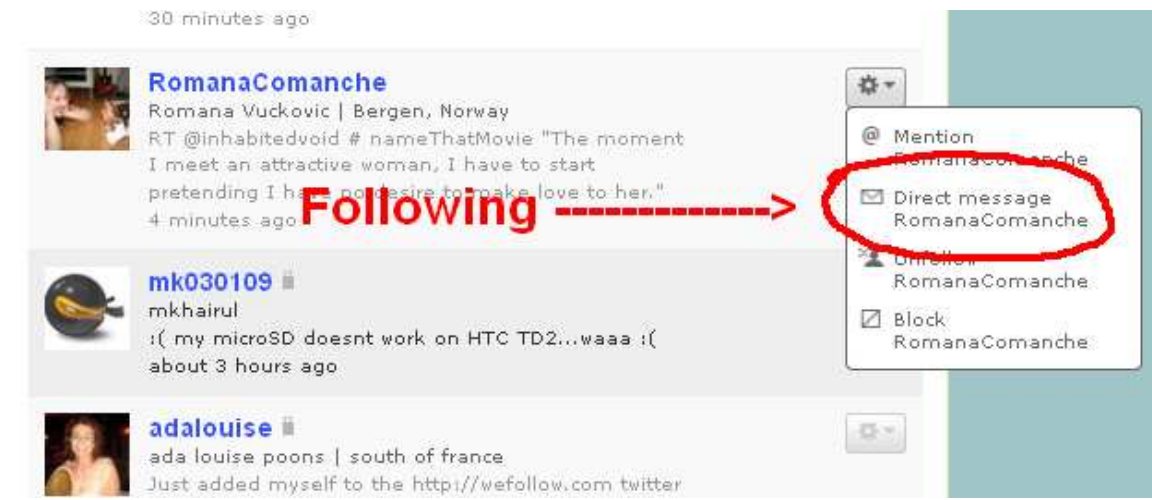 30 minutes ago
RomanaComanche
Romana Vuckovic | Bergen, Norway
RT @inhabitedvoid # nameThatMovie "The moment
I meet an attractive woman, I have to start
pretending I have no desire to make love to her."
4 minutes ago
Following ------------->
@ Mention
RomanaComanche
Direct message
RomanaComanche
Unfollow
RomanaComanche
Block
RomanaComanche
mk030109
mkhairul
:( my microSD doesnt work on HTC TD2...waaa :(
about 3 hours ago
adalouise
ada louise poons | south of france
Just added myself to the http://wefollow.com twitter